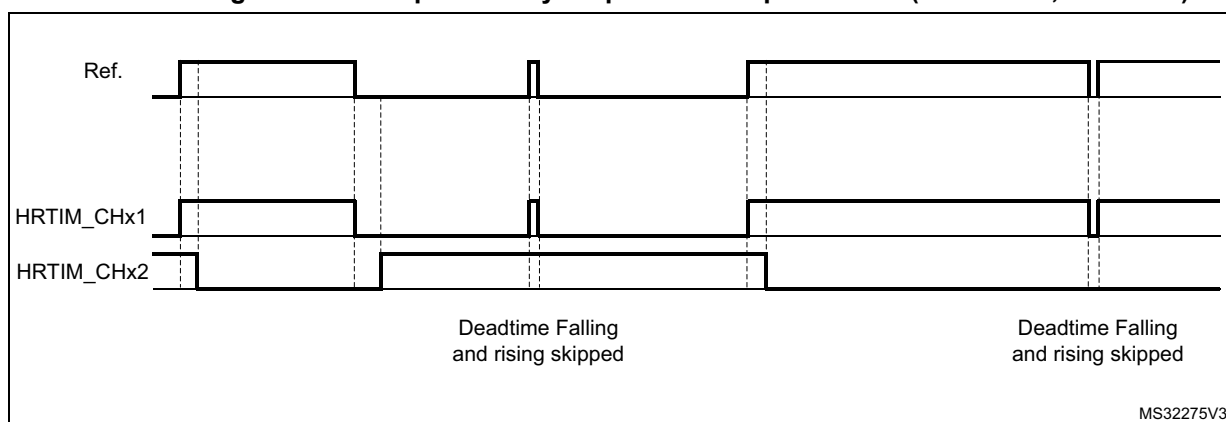 Ref.
HRTIM_CHx1
HRTIM_CHx2
Deadtime Falling
and rising skipped
Deadtime Falling
and rising skipped
MS32275V3